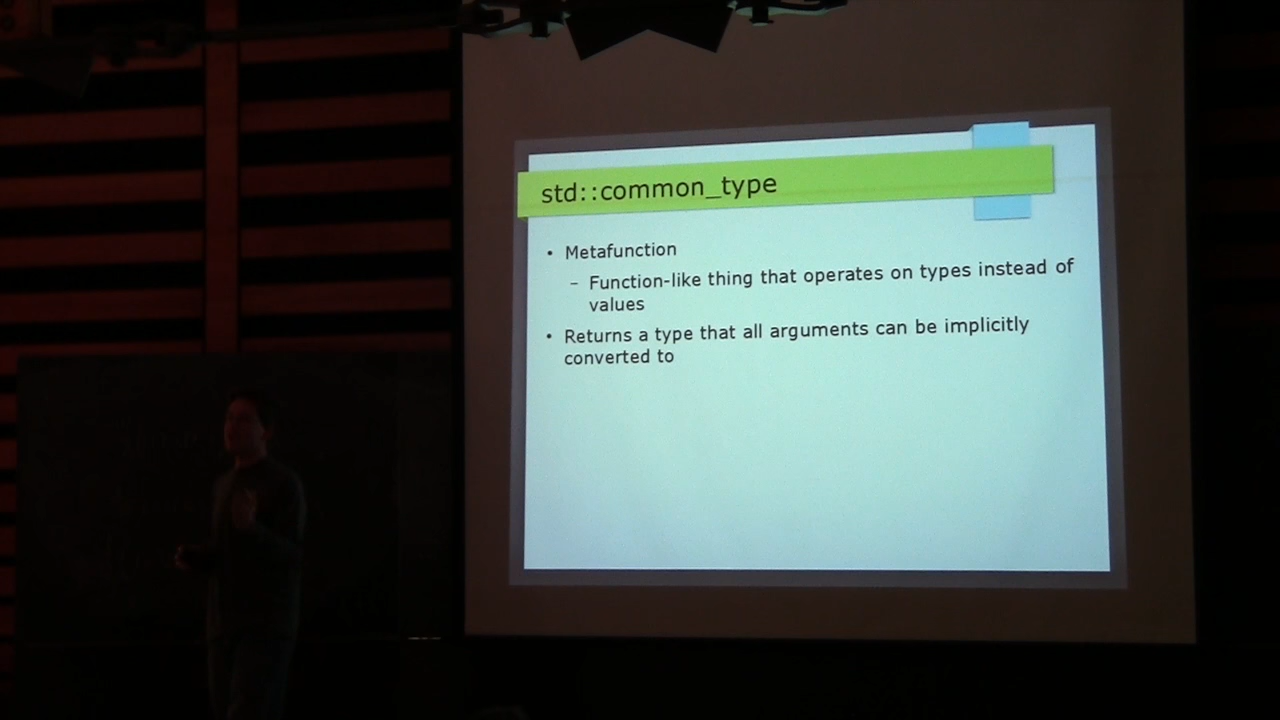 std::common_type
• Metafunction
– Function-like thing that operates on types instead of
values
• Returns a type that all arguments can be implicitly
converted to